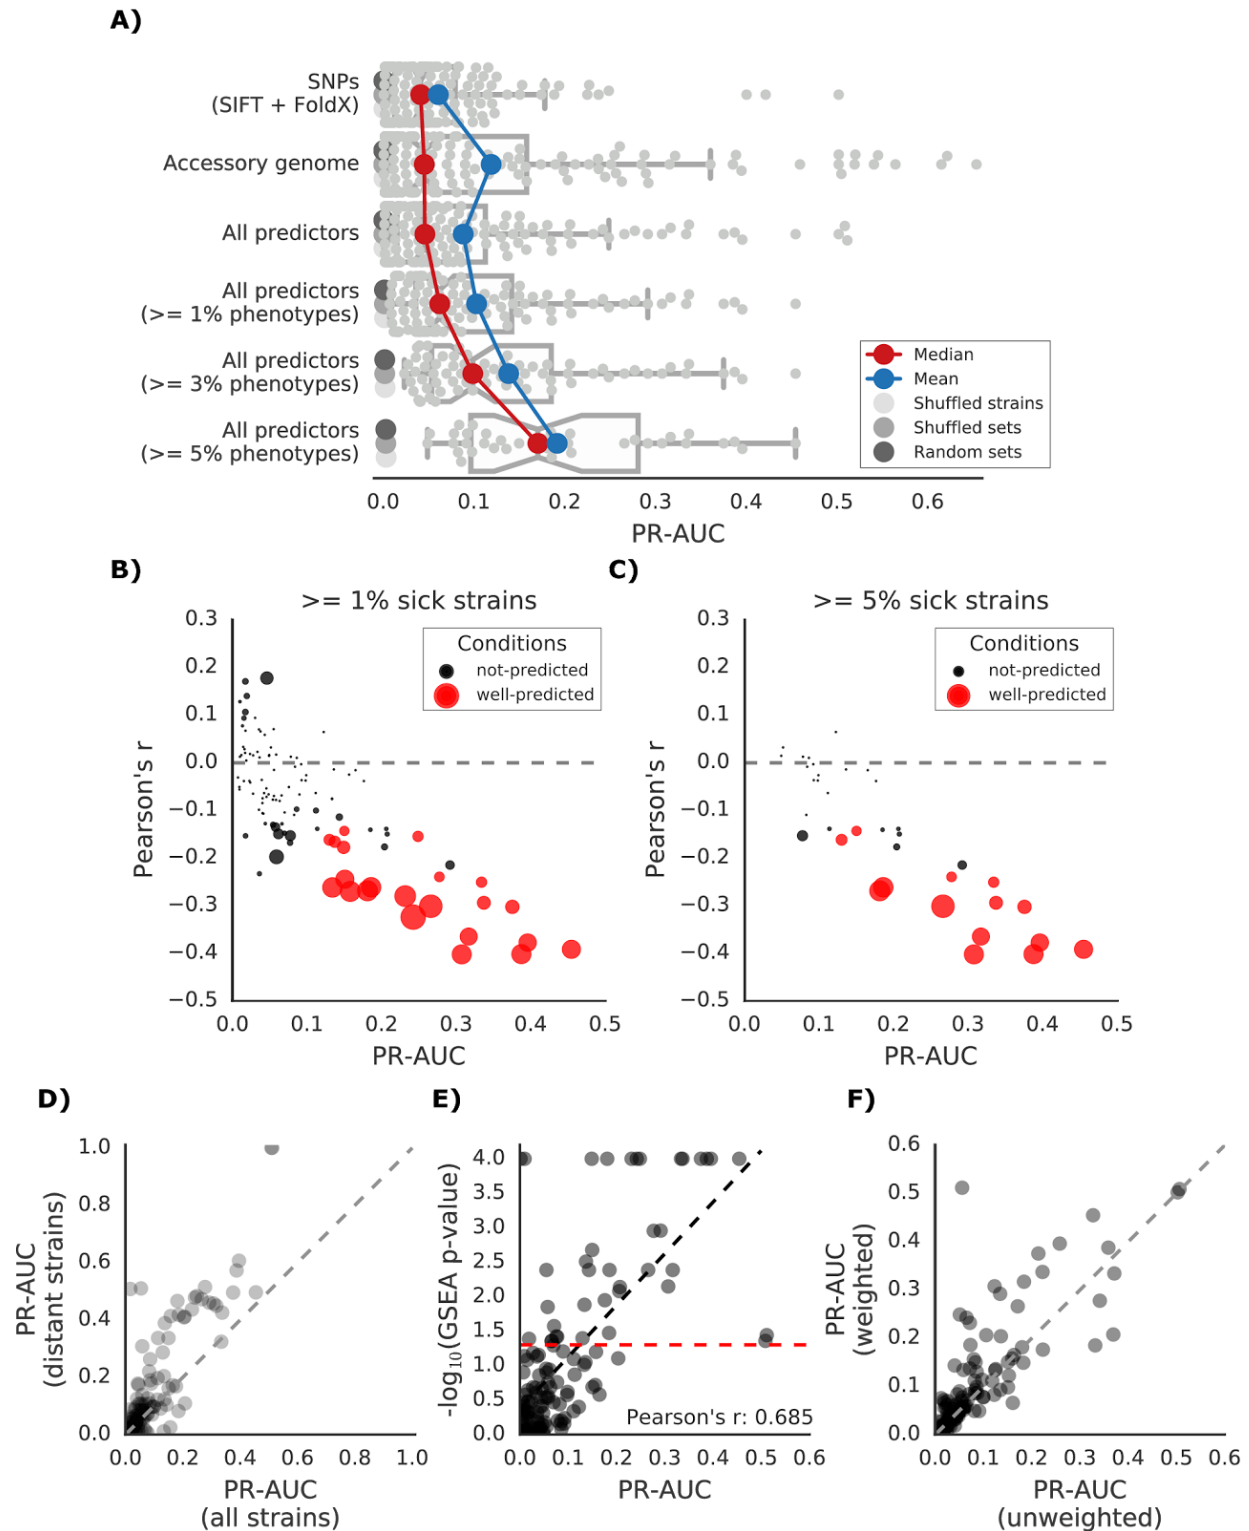 A)
SNPs
(SIFT + FoldX)
Accessory genome
All predictors
All predictors
(>= 1% phenotypes)
All predictors
(>= 3% phenotypes)
All predictors
(>= 5% phenotypes)
Median
Mean
Shuffled strains
Shuffled sets
Random sets
0.0 0.1 0.2 0.3 0.4 0.5 0.6
PR-AUC
B)
>= 1% sick strains
Conditions
not-predicted
well-predicted
Pearson's r
0.3
0.2
0.1
0.0
−0.1
−0.2
−0.3
−0.4
−0.5
0.0 0.1 0.2 0.3 0.4 0.5
PR-AUC
C)
>= 5% sick strains
Conditions
not-predicted
well-predicted
Pearson's r
0.3
0.2
0.1
0.0
−0.1
−0.2
−0.3
−0.4
−0.5
0.0 0.1 0.2 0.3 0.4 0.5
PR-AUC
D)
PR-AUC
(distant strains)
1.0
0.8
0.6
0.4
0.2
0.0
0.0 0.2 0.4 0.6 0.8 1.0
PR-AUC
(all strains)
E)
-log10(GSEA p-value)
4.0
3.5
3.0
2.5
2.0
1.5
1.0
0.5
0.0
Pearson's r: 0.685
0.0 0.1 0.2 0.3 0.4 0.5 0.6
PR-AUC
F)
PR-AUC
(weighted)
0.6
0.5
0.4
0.3
0.2
0.1
0.0
0.0 0.1 0.2 0.3 0.4 0.5 0.6
PR-AUC
(unweighted)